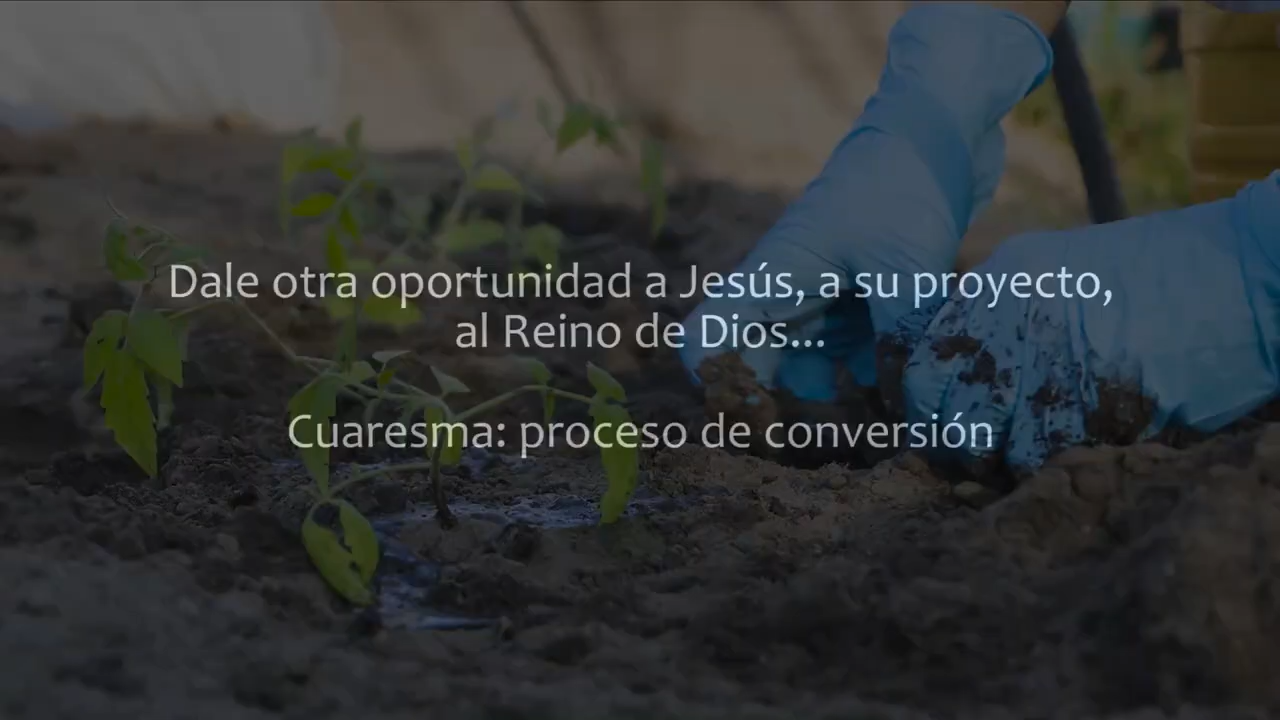 Dale otra oportunidad a Jesús, a su proyecto,
al Reino de Dios...
Cuaresma: proceso de conversión